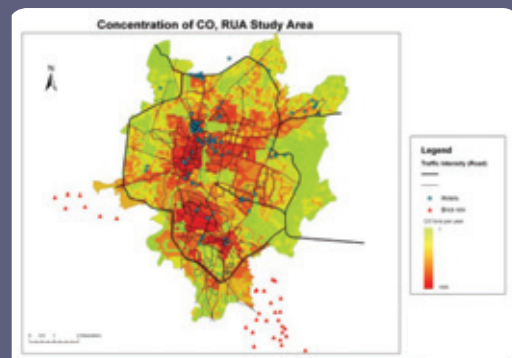 Concentration of CO, RUA Study Area
N
Legend
Traffic Intensity (Road)
Hotels
Brick kiln
CO tons per year